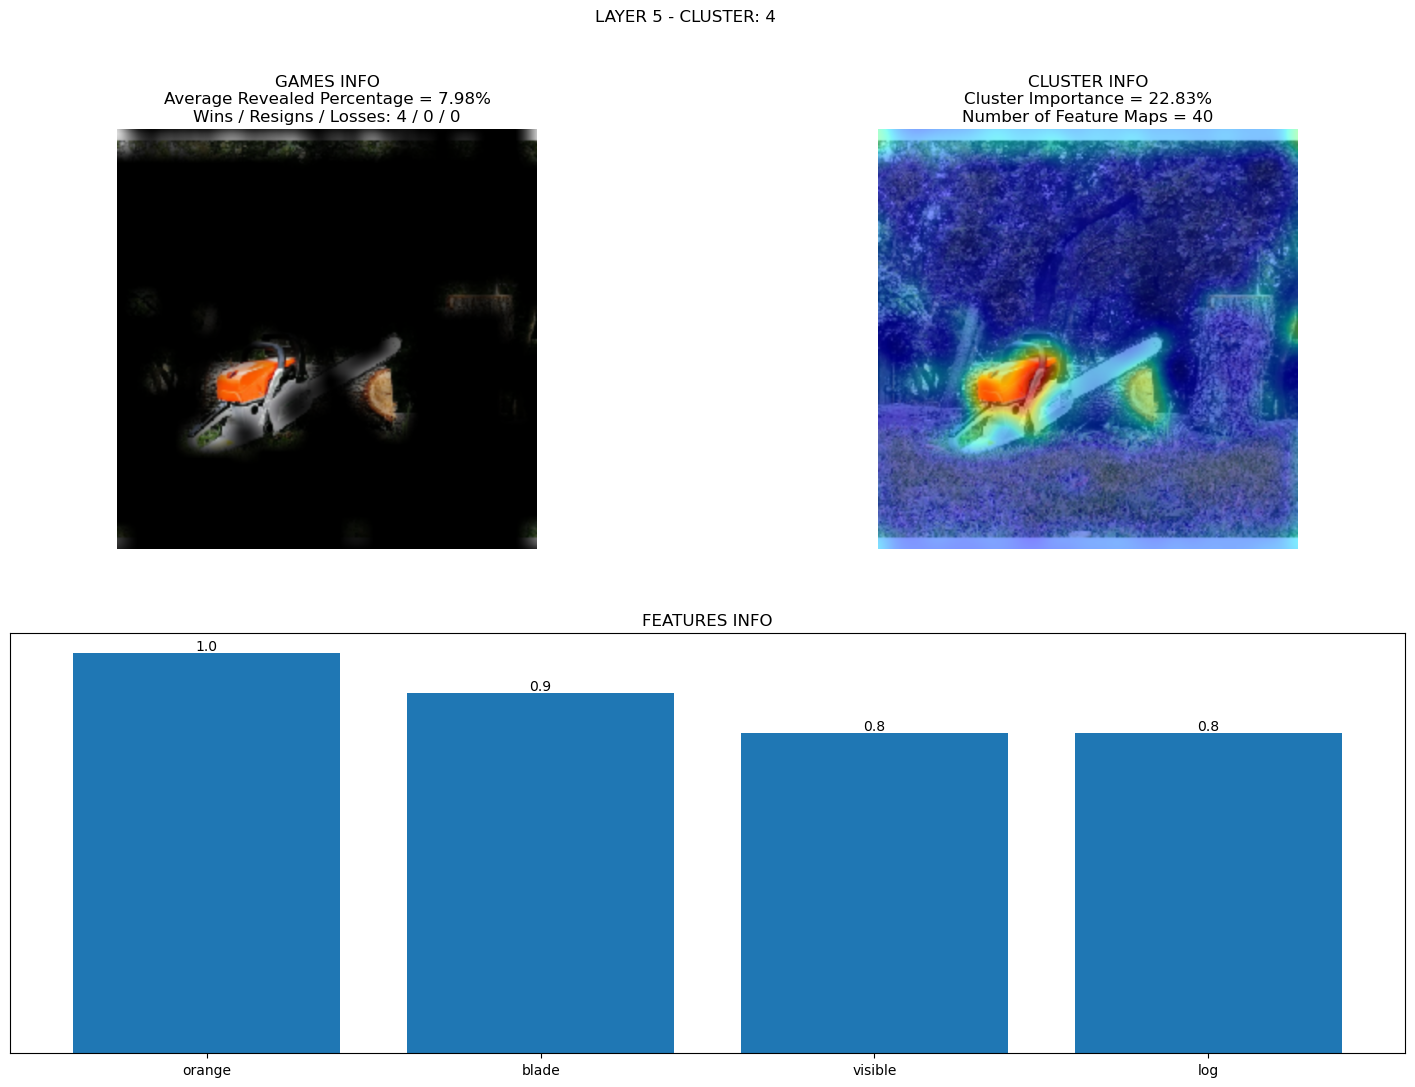 LAYER 5 - CLUSTER: 4
GAMES INFO
Average Revealed Percentage = 7.98%
Wins / Resigns / Losses: 4 / 0 / 0
CLUSTER INFO
Cluster Importance = 22.83%
Number of Feature Maps = 40
FEATURES INFO
1.0
0.9
0.8
0.8
orange
blade
visible
log